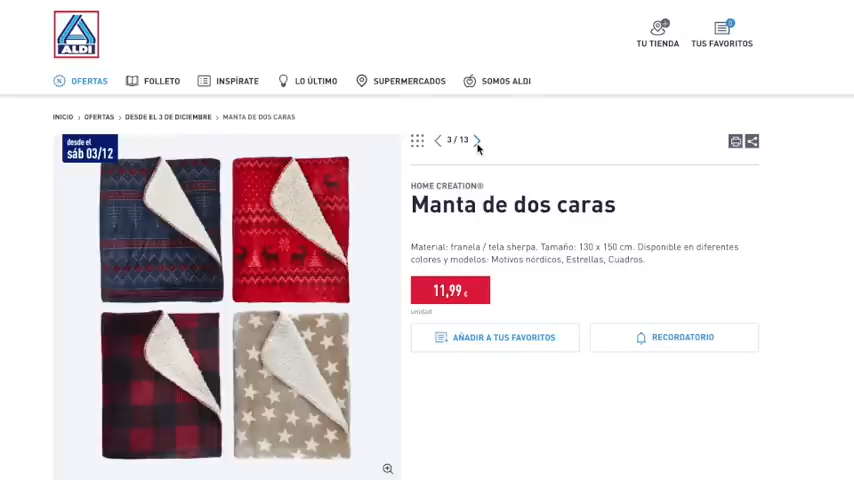 ALDI
TU TIENDA
TUS FAVORITOS
0
OFERTAS
FOLLETO
INSPÍRATE
LO ÚLTIMO
SUPERMERCADOS
SOMOS ALDI
INICIO > OFERTAS > DESDE EL 3 DE DICIEMBRE > MANTA DE DOS CARAS
desde el
sáb 03/12
3 / 13
HOME CREATION®
Manta de dos caras
Material: franela / tela sherpa. Tamaño: 130 x 150 cm. Disponible en diferentes
colores y modelos: Motivos nórdicos, Estrellas, Cuadros.
11,99 €
unidad
AÑADIR A TUS FAVORITOS
RECORDATORIO